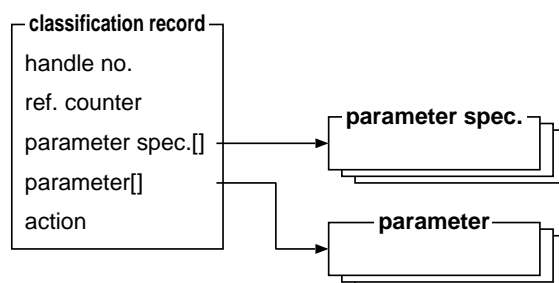 classification record
handle no.
ref. counter
parameter spec.[]
parameter[]
action
parameter spec.
parameter